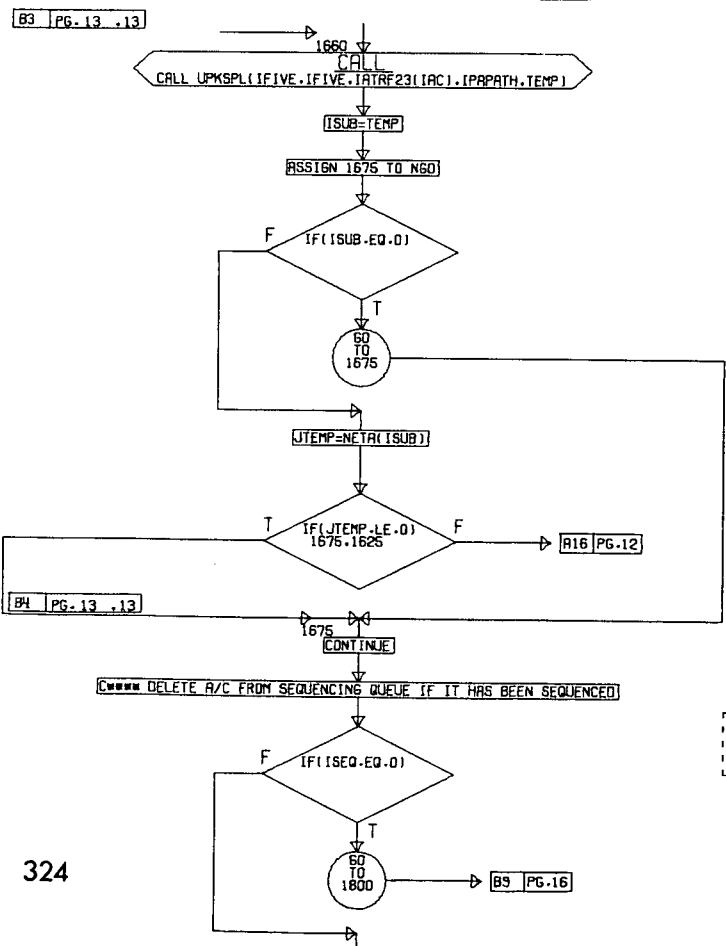 B3 PG. 13 .13
1660
CALL
CALL UPKSPL(IFIVE.IFIVE.IATRF23(IAC).IPAPATH.TEMP)
ISUB=TEMP
ASSIGN 1675 TO NGO
F
IF(ISUB.EQ.0)
T
GO
TO
1675
JTEMP=NETA(ISUB)
T
IF(JTEMP.LE.0)
1675.1625
F
A16 PG.12
B4 PG. 13 .13
1675
CONTINUE
C**** DELETE A/C FROM SEQUENCING QUEUE IF IT HAS BEEN SEQUENCED
F
IF(ISEQ.EQ.0)
T
GO
TO
1800
B9 PG.16
324